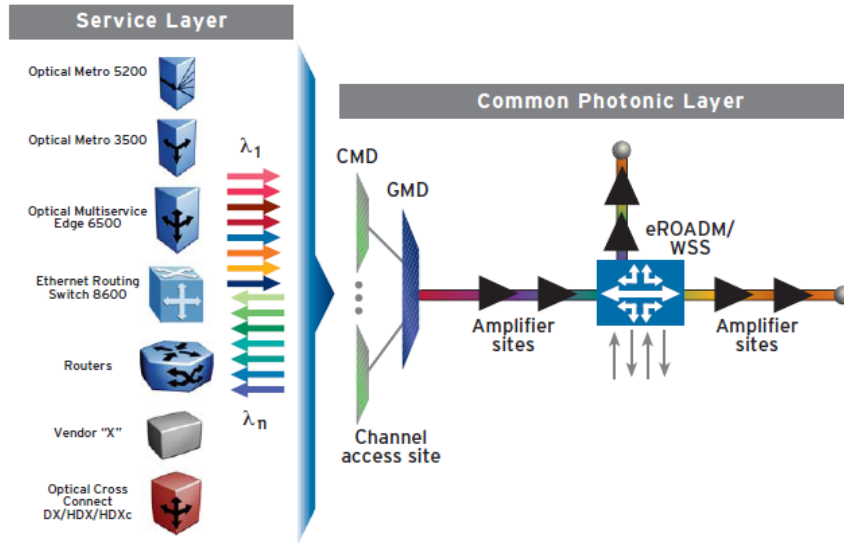 Service Layer
Optical Metro 5200
Optical Metro 3500
Optical Multiservice
Edge 6500
Ethernet Routing
Switch 8600
Routers
Vendor "X"
Optical Cross
Connect
DX/HDX/HDXc
λ1
λn
Common Photonic Layer
CMD
GMD
eROADM/
WSS
Amplifier
sites
Amplifier
sites
Channel
access site